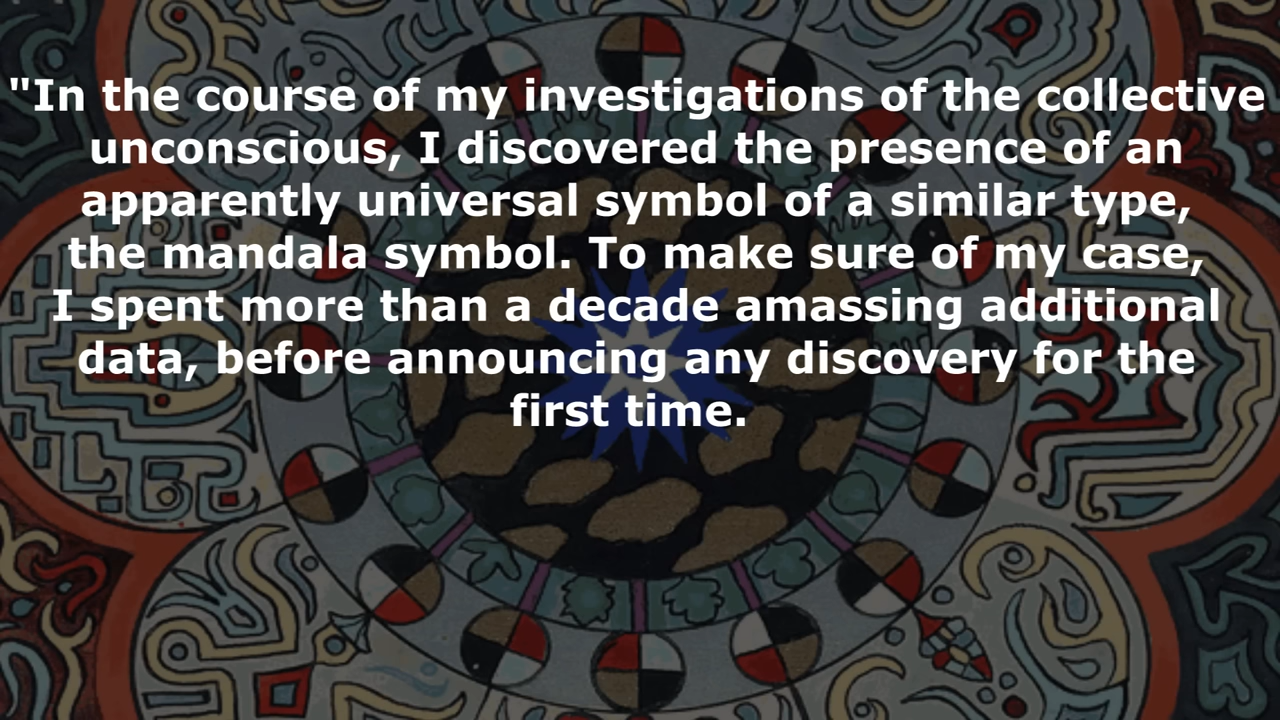 "In the course of my investigations of the collective
unconscious, I discovered the presence of an
apparently universal symbol of a similar type,
the mandala symbol. To make sure of my case,
I spent more than a decade amassing additional
data, before announcing any discovery for the
first time.